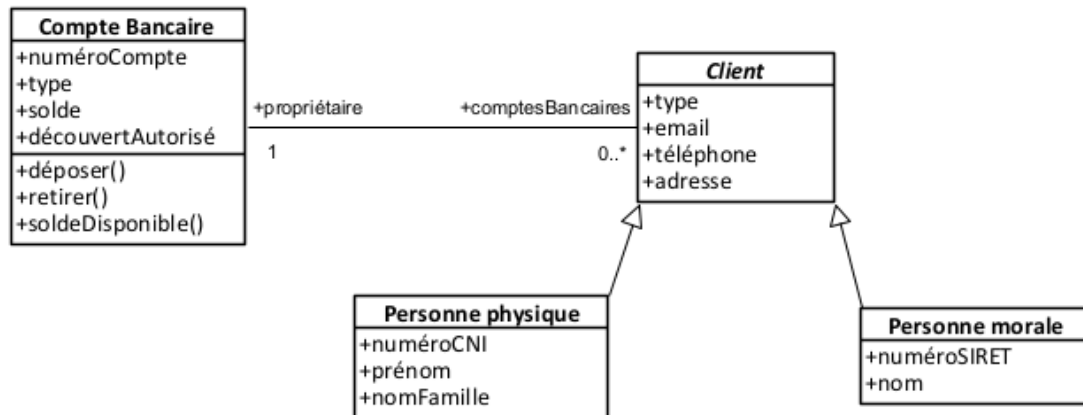 Compte Bancaire
+numéroCompte
+type
+solde
+découvertAutorisé
+déposer()
+retirer()
+soldeDisponible()
+propriétaire
1
+comptesBancaires
0..*
Client
+type
+email
+téléphone
+adresse
Personne physique
+numéroCNI
+prénom
+nomFamille
Personne morale
+numéroSIRET
+nom